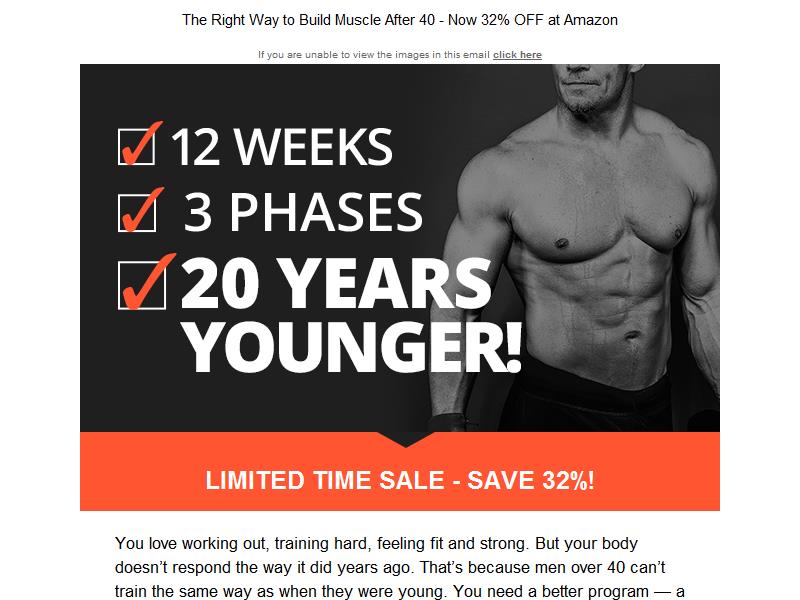 The Right Way to Build Muscle After 40 - Now 32% OFF at Amazon
If you are unable to view the images in this email click here
12 WEEKS
3 PHASES
20 YEARS
YOUNGER!
LIMITED TIME SALE - SAVE 32%!
You love working out, training hard, feeling fit and strong. But your body
doesn’t respond the way it did years ago. That’s because men over 40 can’t
train the same way as when they were young. You need a better program — a